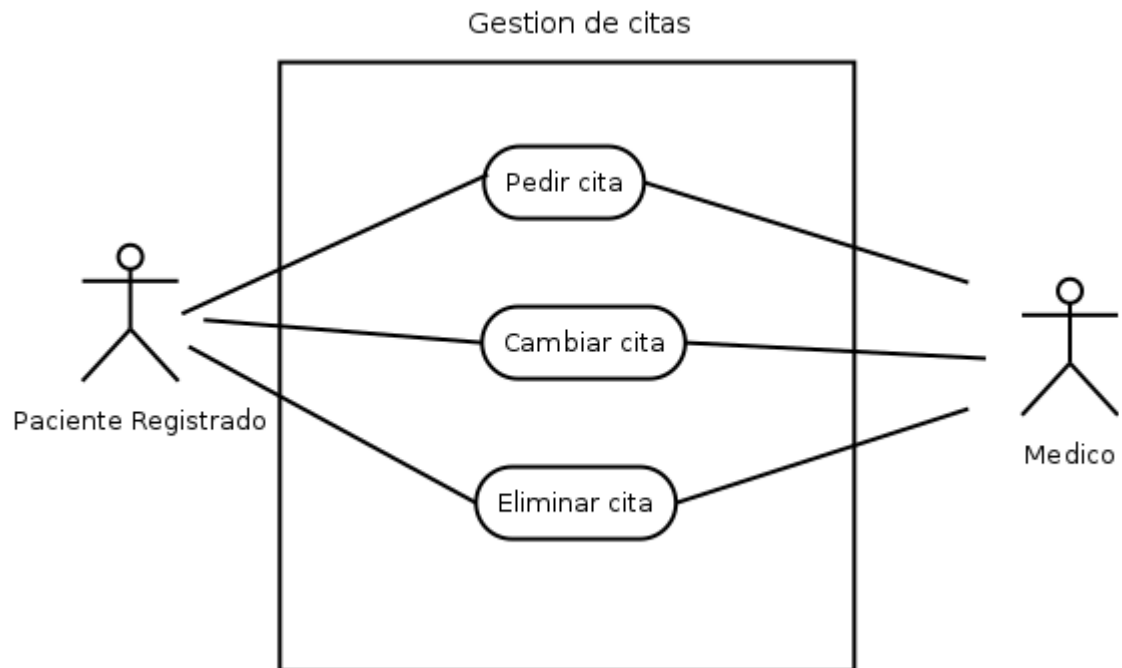 Gestion de citas
Pedir cita
Cambiar cita
Paciente Registrado
Medico
Eliminar cita